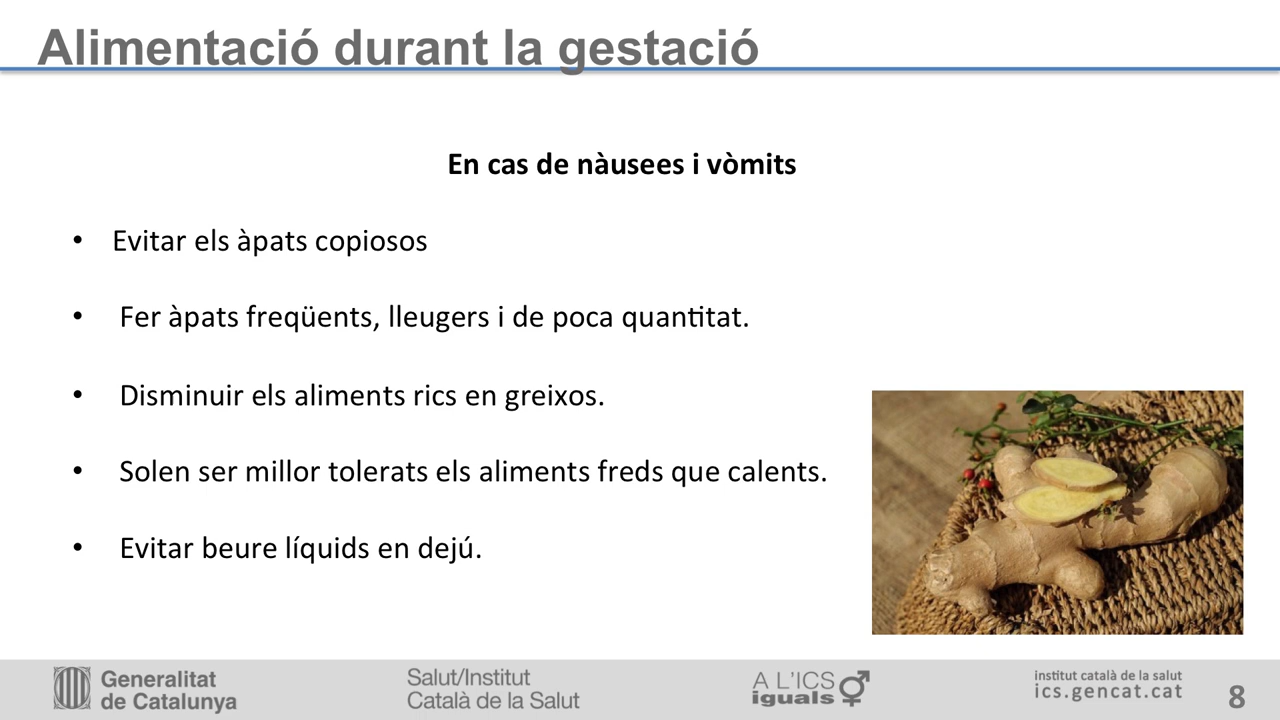 Alimentació durant la gestació
En cas de nàusees i vòmits
• Evitar els àpats copiosos
• Fer àpats freqüents, lleugers i de poca quantitat.
• Disminuir els aliments rics en greixos.
• Solen ser millor tolerats els aliments freds que calents.
• Evitar beure líquids en dejú.
Generalitat
de Catalunya
Salut/Institut
Català de la Salut
A L'ICS
iguals
institut català de la salut
ics.gencat.cat
8